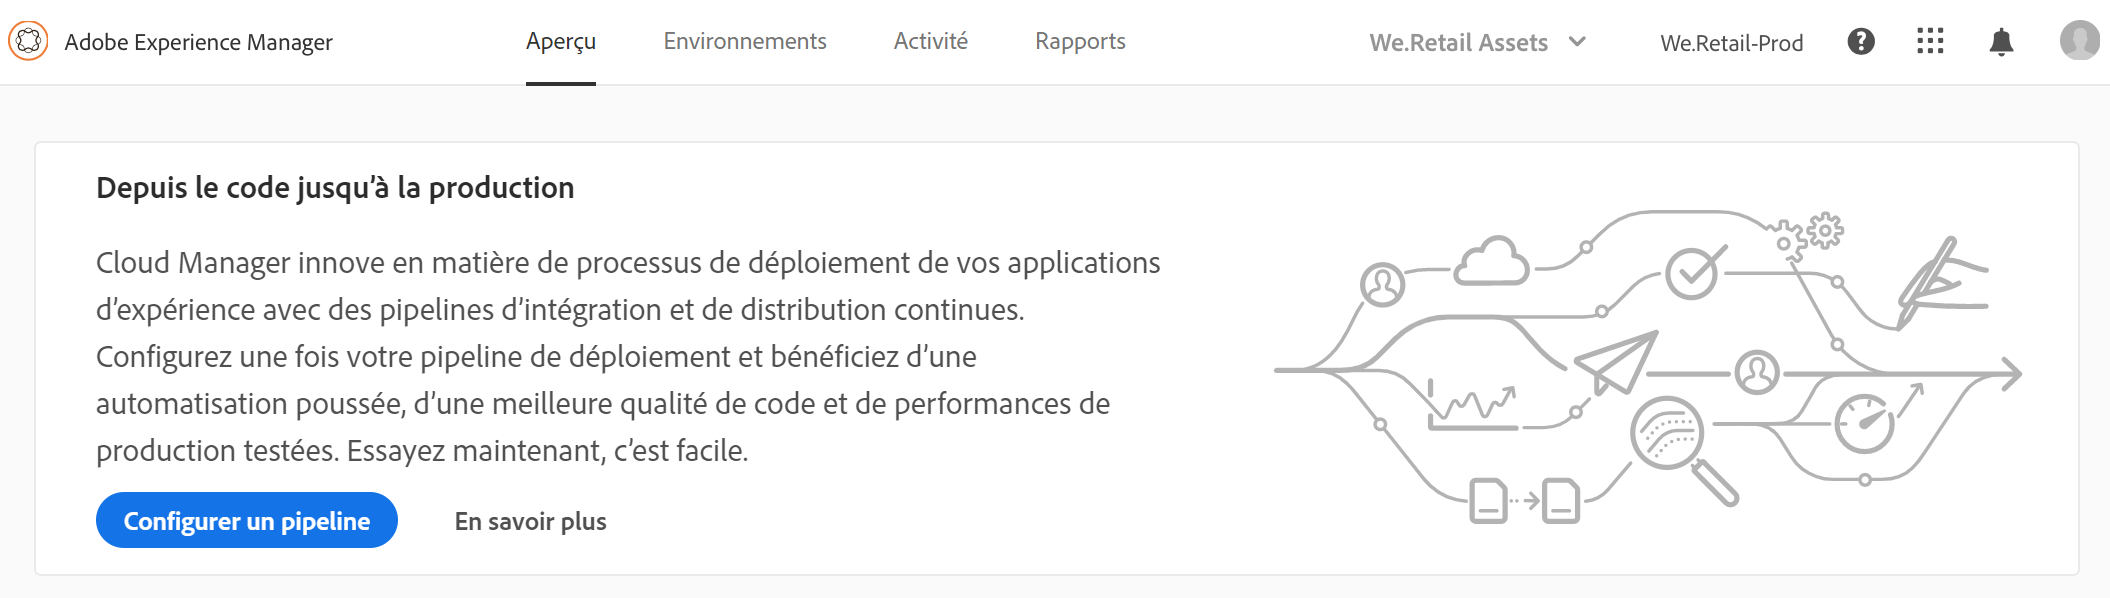 Adobe Experience Manager
Aperçu
Environnements
Activité
Rapports
We.Retail Assets
We.Retail-Prod
Depuis le code jusqu’à la production
Cloud Manager innove en matière de processus de déploiement de vos applications
d’expérience avec des pipelines d’intégration et de distribution continues.
Configurez une fois votre pipeline de déploiement et bénéficiez d’une
automatisation poussée, d’une meilleure qualité de code et de performances de
production testées. Essayez maintenant, c’est facile.
Configurer un pipeline
En savoir plus